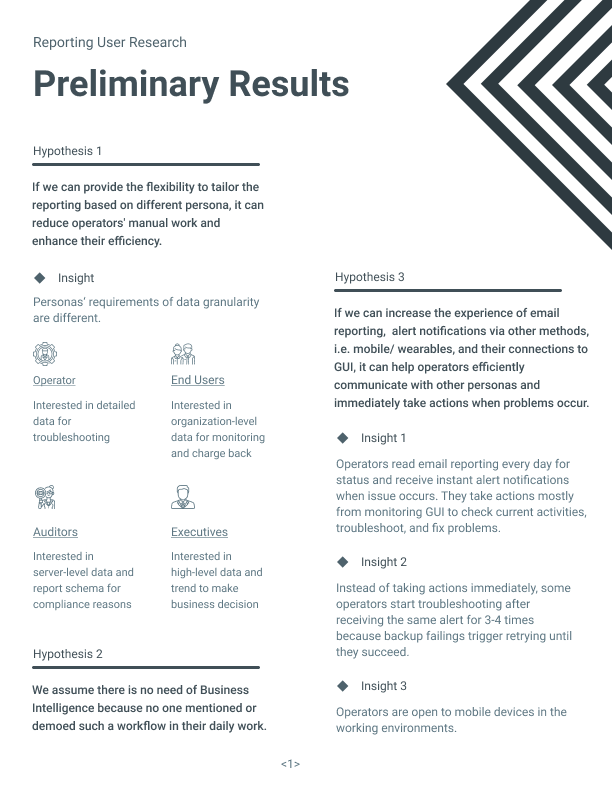 Reporting User Research
Preliminary Results
Hypothesis 1
If we can provide the flexibility to tailor the
reporting based on different persona, it can
reduce operators' manual work and
enhance their efficiency.
Insight
Personas’ requirements of data granularity
are different.
Operator
Interested in detailed
data for
troubleshooting
End Users
Interested in
organization-level
data for monitoring
and charge back
Auditors
Interested in
server-level data and
report schema for
compliance reasons
Executives
Interested in
high-level data and
trend to make
business decision
Hypothesis 2
We assume there is no need of Business
Intelligence because no one mentioned or
demoed such a workflow in their daily work.
Hypothesis 3
If we can increase the experience of email
reporting,  alert notifications via other methods,
i.e. mobile/ wearables, and their connections to
GUI, it can help operators efficiently
communicate with other personas and
immediately take actions when problems occur.
Insight 1
Operators read email reporting every day for
status and receive instant alert notifications
when issue occurs. They take actions mostly
from monitoring GUI to check current activities,
troubleshoot, and fix problems.
Insight 2
Instead of taking actions immediately, some
operators start troubleshooting after
receiving the same alert for 3-4 times
because backup failings trigger retrying until
they succeed.
Insight 3
Operators are open to mobile devices in the
working environments.
<1>